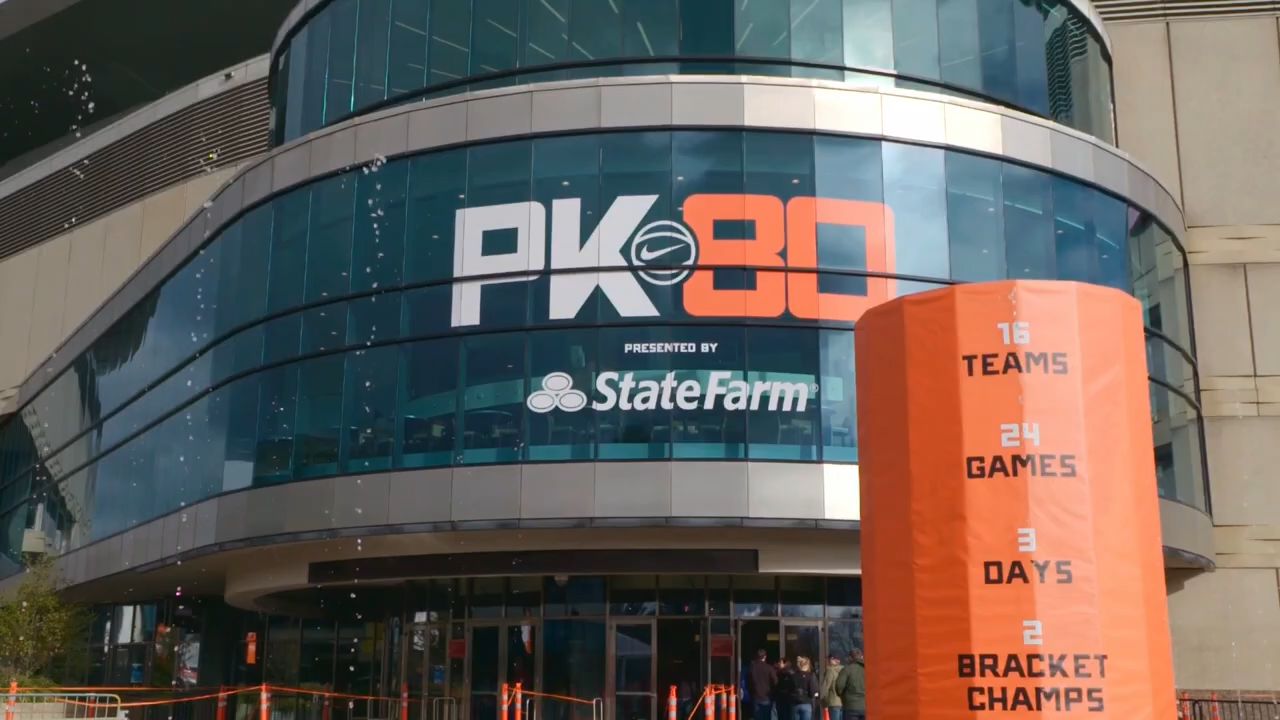 PK80
PRESENTED BY
StateFarm®
16
TEAMS
24
GAMES
3
DAYS
2
BRACKET
CHAMPS